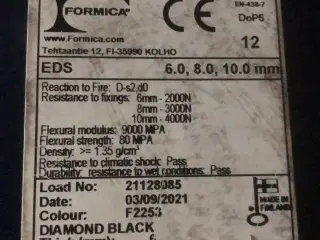 FORMICA®
EN-438-7
DoP5
www.Formica.com
Tehtaantie 12, FI-35990 KOLHO
12
EDS 6.0, 8.0, 10.0 mm
Reaction to Fire: D-s2,d0
Resistance to fixings: 6mm - 2000N
8mm - 3000N
10mm - 4000N
Flexural modulus: 9000 MPA
Flexural strength: 80 MPA
Density: >= 1.35 g/cm³
Resistance to climatic shock: Pass
Durability: resistance to wet conditions: Pass
Load No: 21128085
Date: 03/09/2021
Colour: F2253
DIAMOND BLACK
MADE IN
FINLAND